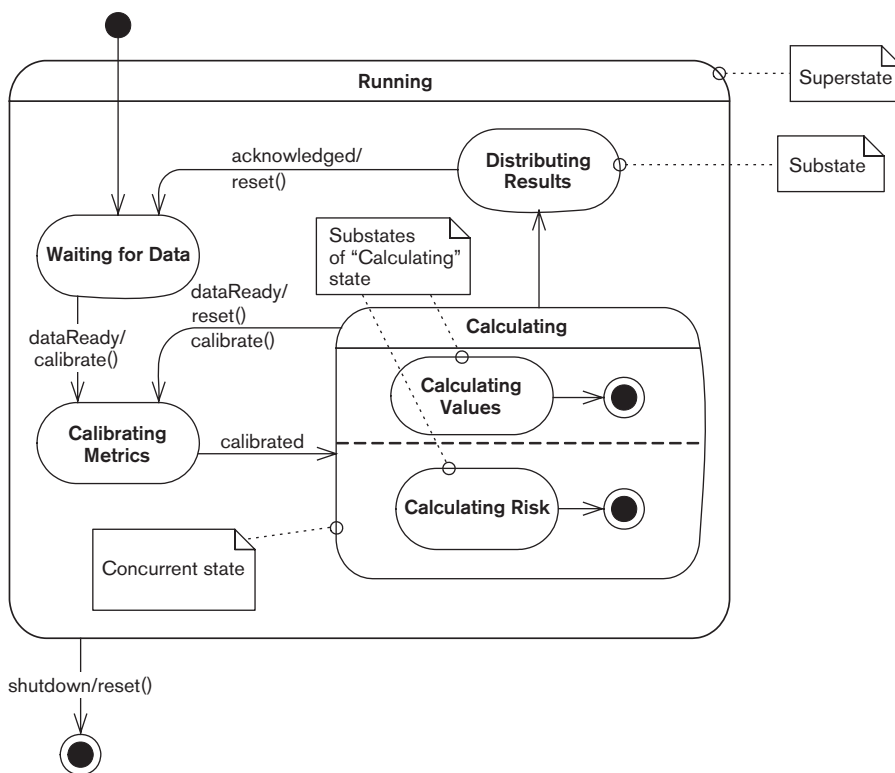 Running
Superstate
acknowledged/
reset()
Distributing
Results
Substate
Waiting for Data
Substates
of “Calculating”
state
dataReady/
reset()
calibrate()
Calculating
dataReady/
calibrate()
Calculating
Values
Calibrating
Metrics
calibrated
Calculating Risk
Concurrent state
shutdown/reset()